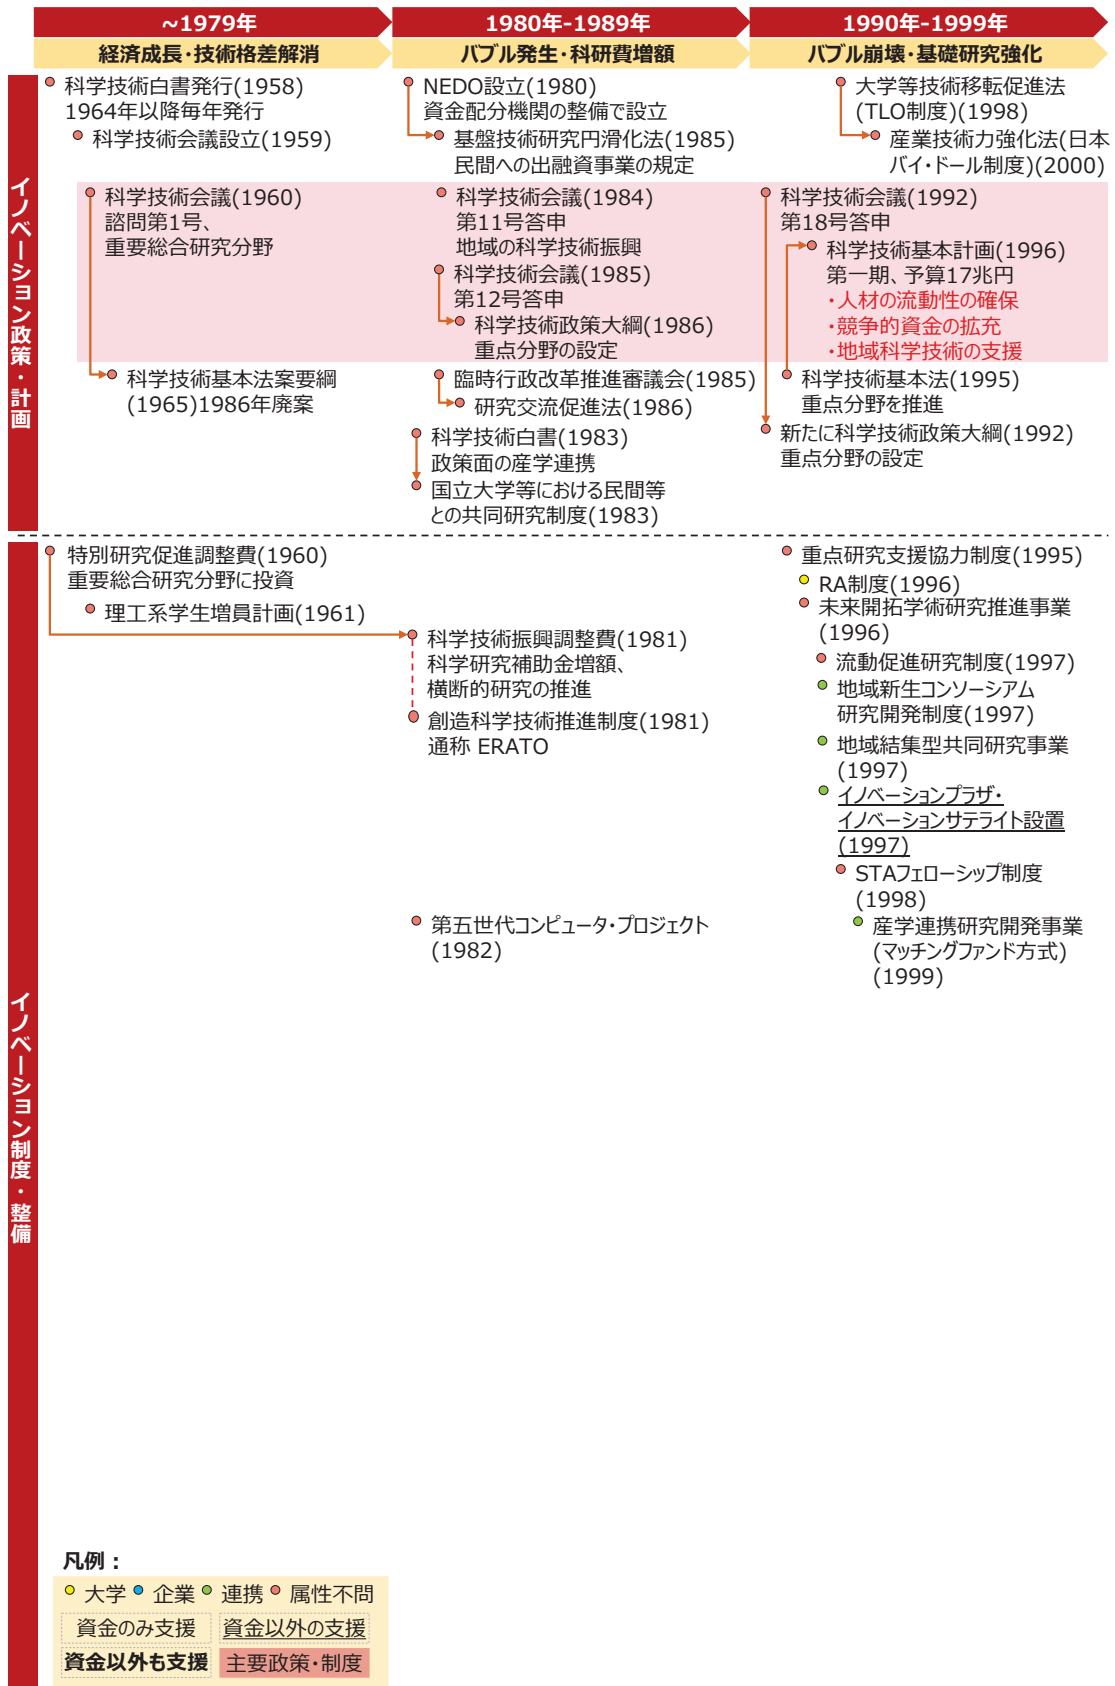 ~1979年
経済成長・技術格差解消
1980年-1989年
バブル発生・科研費増額
1990年-1999年
バブル崩壊・基礎研究強化
イノベーション政策・計画
科学技術白書発行(1958)
1964年以降毎年発行
科学技術会議設立(1959)
科学技術会議(1960)
諮問第1号、
重要総合研究分野
科学技術基本法案要綱
(1965)1986年廃案
NEDO設立(1980)
資金配分機関の整備で設立
基盤技術研究円滑化法(1985)
民間への出融資事業の規定
科学技術会議(1984)
第11号答申
地域の科学技術振興
科学技術会議(1985)
第12号答申
科学技術政策大綱(1986)
重点分野の設定
臨時行政改革推進審議会(1985)
研究交流促進法(1986)
科学技術白書(1983)
政策面の産学連携
国立大学等における民間等
との共同研究制度(1983)
大学等技術移転促進法
(TLO制度)(1998)
産業技術力強化法(日本
バイ・ドール制度)(2000)
科学技術会議(1992)
第18号答申
科学技術基本計画(1996)
第一期、予算17兆円
・人材の流動性の確保
・競争的資金の拡充
・地域科学技術の支援
科学技術基本法(1995)
重点分野を推進
新たに科学技術政策大綱(1992)
重点分野の設定
イノベーション制度・整備
特別研究促進調整費(1960)
重要総合研究分野に投資
理工系学生増員計画(1961)
科学技術振興調整費(1981)
科学研究補助金増額、
横断的研究の推進
創造科学技術推進制度(1981)
通称 ERATO
第五世代コンピュータ・プロジェクト
(1982)
重点研究支援協力制度(1995)
RA制度(1996)
未来開拓学術研究推進事業
(1996)
流動促進研究制度(1997)
地域新生コンソーシアム
研究開発制度(1997)
地域結集型共同研究事業
(1997)
イノベーションプラザ・
イノベーションサテライト設置
(1997)
STAフェローシップ制度
(1998)
産学連携研究開発事業
(マッチングファンド方式)
(1999)
凡例：
大学 企業 連携 属性不問
資金のみ支援 資金以外の支援
資金以外も支援 主要政策・制度